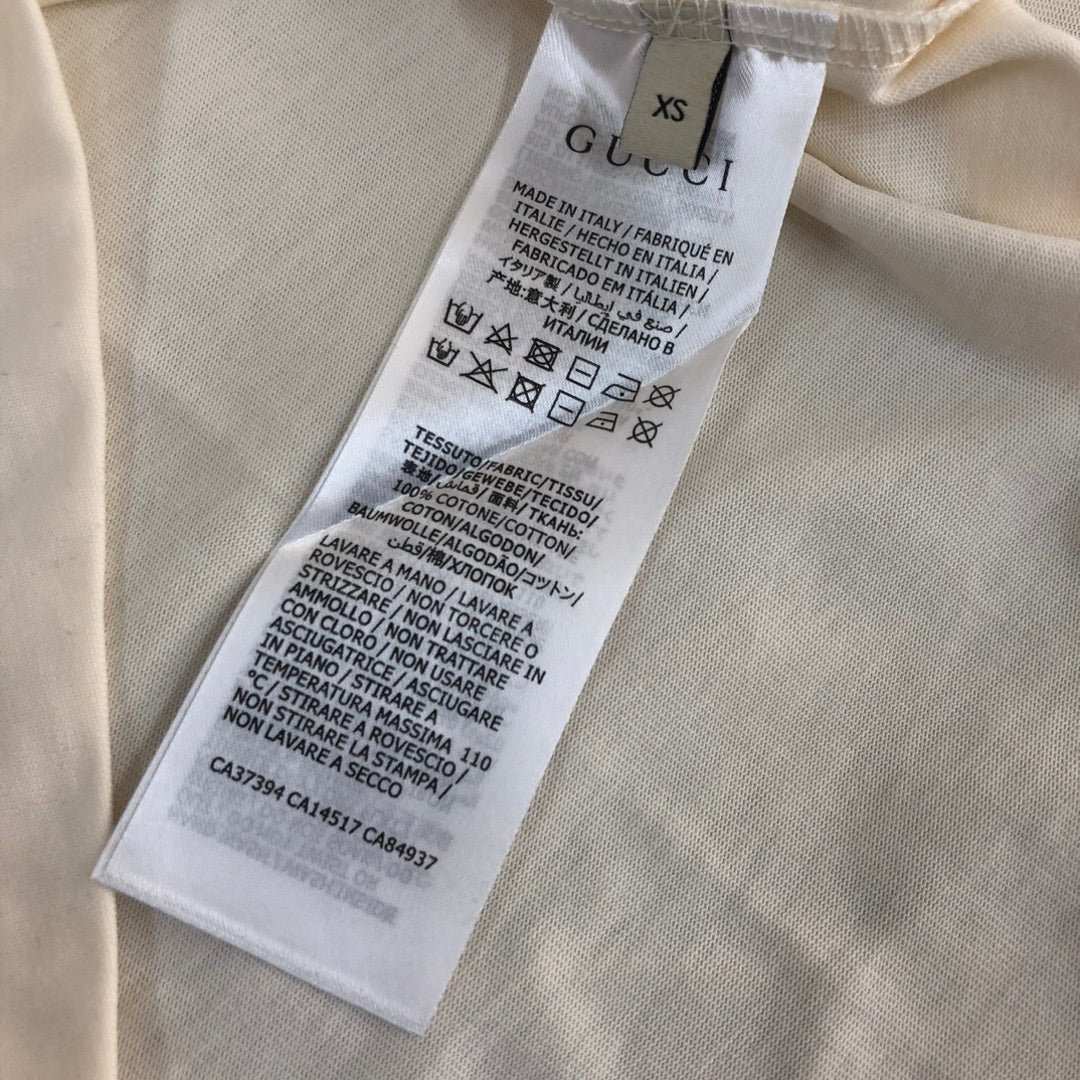 XS
GUCCI
MADE IN ITALY / FABRIQUÉ EN
ITALIE / HECHO EN ITALIA /
HERGESTELLT IN ITALIEN /
FABRICADO EM ITÁLIA /
イタリア製 / صنع في إيطاليا /
产地:意大利 / СДЕЛАНО В
ИТАЛИИ
TESSUTO/FABRIC/TISSU/
TEJIDO/GEWEBE/TECIDO/
表地/قماش/面料/ТКАНЬ:
100% COTONE/COTTON/
COTON/ALGODON/
BAUMWOLLE/ALGODÃO/コットン/
قطن/棉/ХЛОПОК
LAVARE A MANO / LAVARE A
ROVESCIO / NON TORCERE O
STRIZZARE / NON LASCIARE IN
AMMOLLO / NON TRATTARE
CON CLORO / NON USARE
ASCIUGATRICE / ASCIUGARE
IN PIANO / STIRARE A
TEMPERATURA MASSIMA 110
°C / STIRARE A ROVESCIO /
NON STIRARE LA STAMPA /
NON LAVARE A SECCO
CA37394 CA14517 CA84937